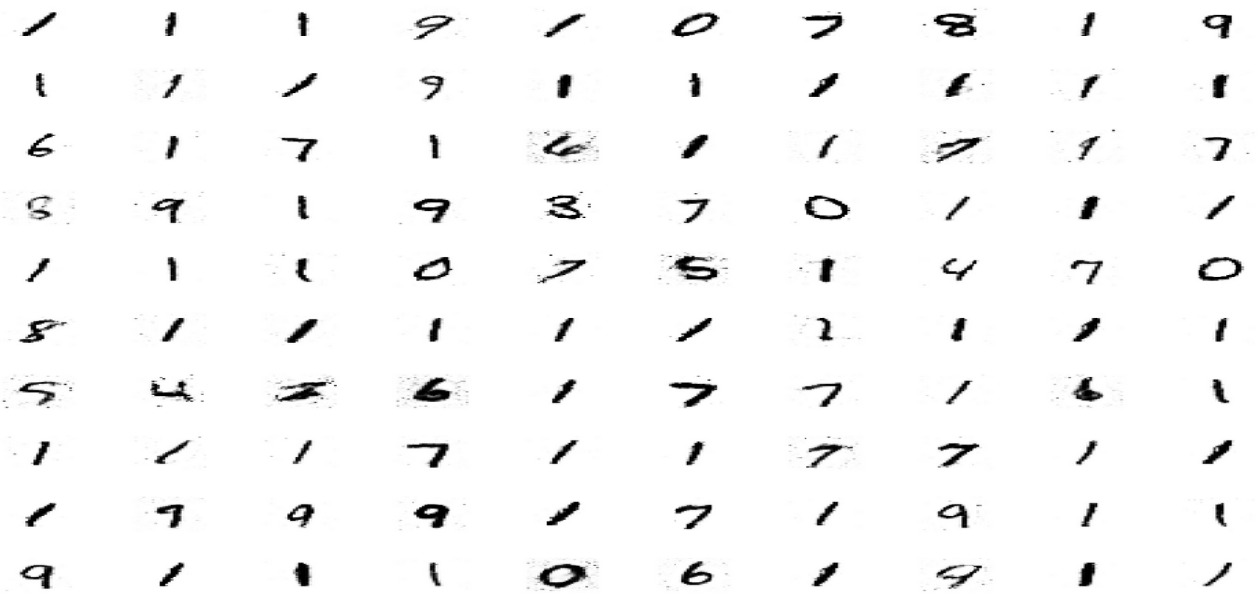 1 1 1 9 1 0 7 8 1 9
1 1 1 9 1 1 1 1 1 1
6 1 7 1 6 1 1 7 1 7
8 9 1 9 3 7 0 1 1 1
1 1 1 0 7 5 1 4 7 0
8 1 1 1 1 1 1 1 1
5 4 2 6 1 7 7 1 6 1
1 1 1 7 1 1 7 7 1 1
1 9 9 9 1 7 1 9 1 1
9 1 1 1 0 6 1 9 1 1